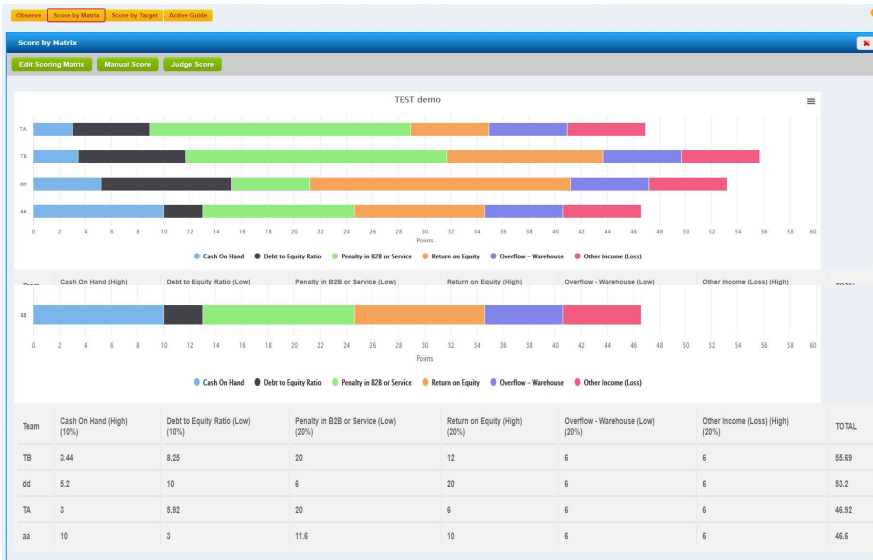 Observe Score by Matrix Score by Target Active Guide
Score by Matrix
Edit Scoring Matrix Manual Score Judge Score
TEST demo
TA
TB
dd
aa
0 2 4 6 8 10 12 14 16 18 20 22 24 26 28 30 32 34 36 38 40 42 44 46 48 50 52 54 56 58 60
Points
Cash On Hand Debt to Equity Ratio Penalty in B2B or Service Return on Equity Overflow - Warehouse Other Income (Loss)
Cash On Hand (High) Debt to Equity Ratio (Low) Penalty in B2B or Service (Low) Return on Equity (High) Overflow - Warehouse (Low) Other Income (Loss) (High)
aa
0 2 4 6 8 10 12 14 16 18 20 22 24 26 28 30 32 34 36 38 40 42 44 46 48 50 52 54 56 58 60
Points
Cash On Hand Debt to Equity Ratio Penalty in B2B or Service Return on Equity Overflow - Warehouse Other Income (Loss)
Team Cash On Hand (High) Debt to Equity Ratio (Low) Penalty in B2B or Service (Low) Return on Equity (High) Overflow - Warehouse (Low) Other Income (Loss) (High) TOTAL
(10%) (10%) (20%) (20%) (20%) (20%)
TB 3.44 8.25 20 12 6 6 55.69
dd 5.2 10 6 20 6 6 53.2
TA 3 5.92 20 6 6 6 46.92
aa 10 3 11.6 10 6 6 46.6